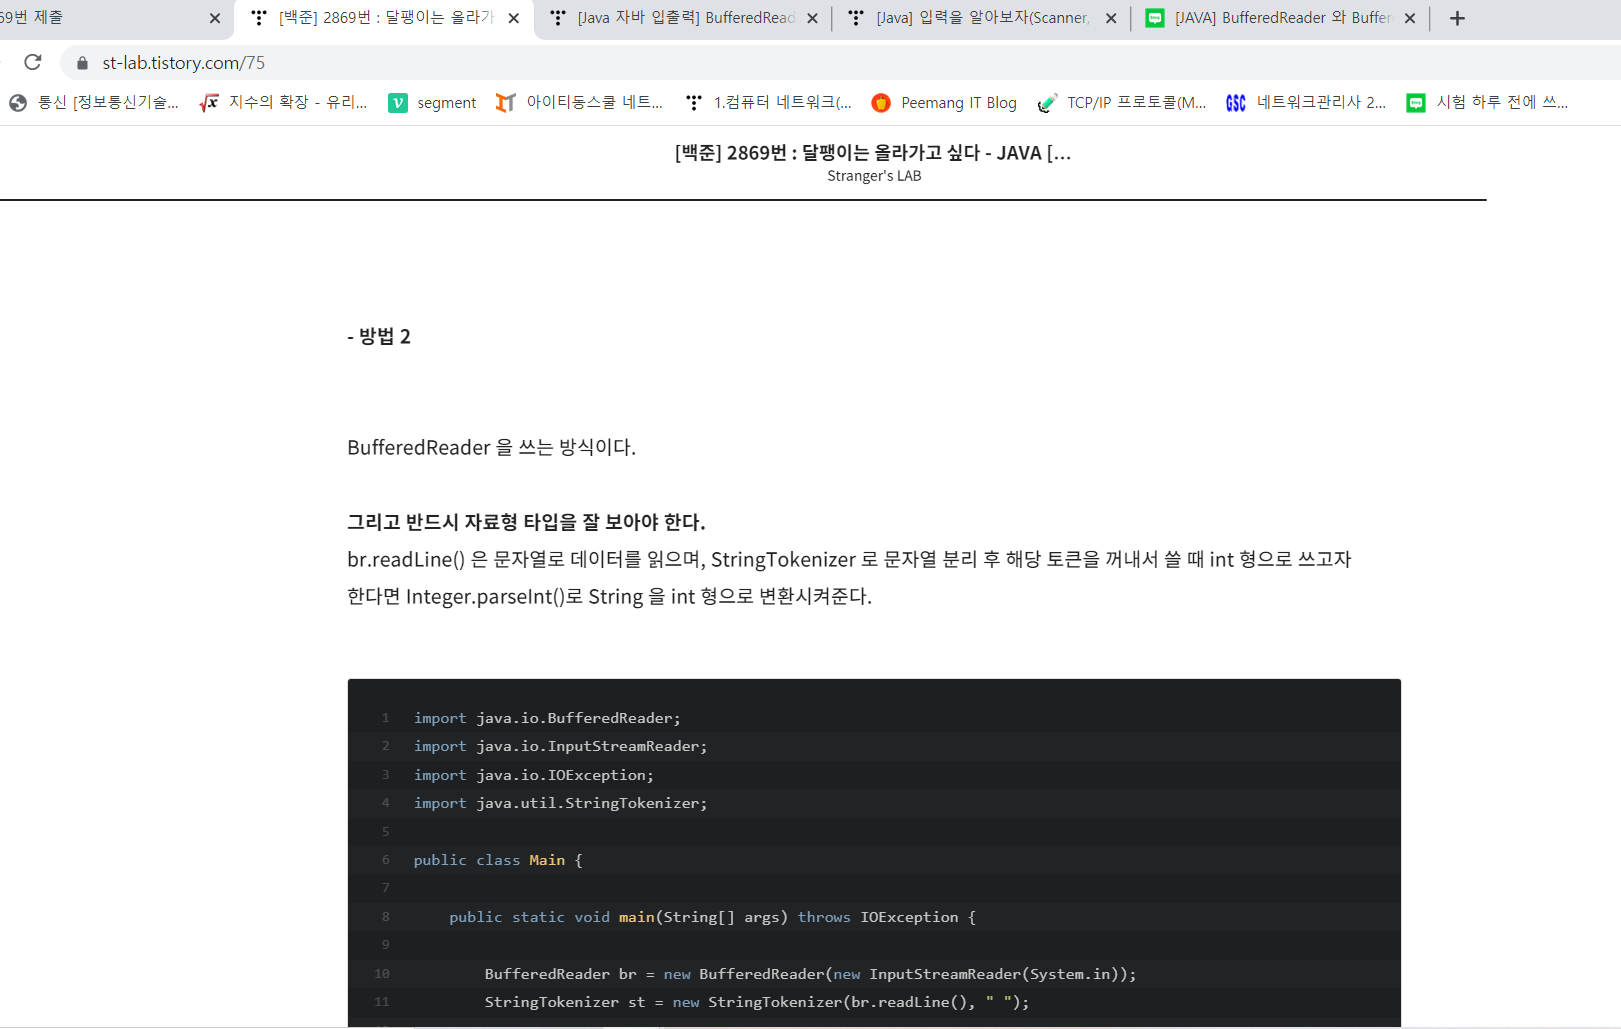 69번 제출
[백준] 2869번 : 달팽이는 올라가
[Java 자바 입출력] BufferedRead
[Java] 입력을 알아보자(Scanner,
[JAVA] BufferedReader 와 Buffer
st-lab.tistory.com/75
통신 [정보통신기술...
지수의 확장 - 유리...
segment
아이티동스쿨 네트...
1.컴퓨터 네트워크(...
Peemang IT Blog
TCP/IP 프로토콜(M...
네트워크관리사 2...
시험 하루 전에 쓰...
[백준] 2869번 : 달팽이는 올라가고 싶다 - JAVA [...
Stranger's LAB
- 방법 2
BufferedReader 을 쓰는 방식이다.
그리고 반드시 자료형 타입을 잘 보아야 한다.
br.readLine() 은 문자열로 데이터를 읽으며, StringTokenizer 로 문자열 분리 후 해당 토큰을 꺼내서 쓸 때 int 형으로 쓰고자
한다면 Integer.parseInt()로 String 을 int 형으로 변환시켜준다.
1 import java.io.BufferedReader;
2 import java.io.InputStreamReader;
3 import java.io.IOException;
4 import java.util.StringTokenizer;
5
6 public class Main {
7
8 public static void main(String[] args) throws IOException {
9
10 BufferedReader br = new BufferedReader(new InputStreamReader(System.in));
11 StringTokenizer st = new StringTokenizer(br.readLine(), " ");